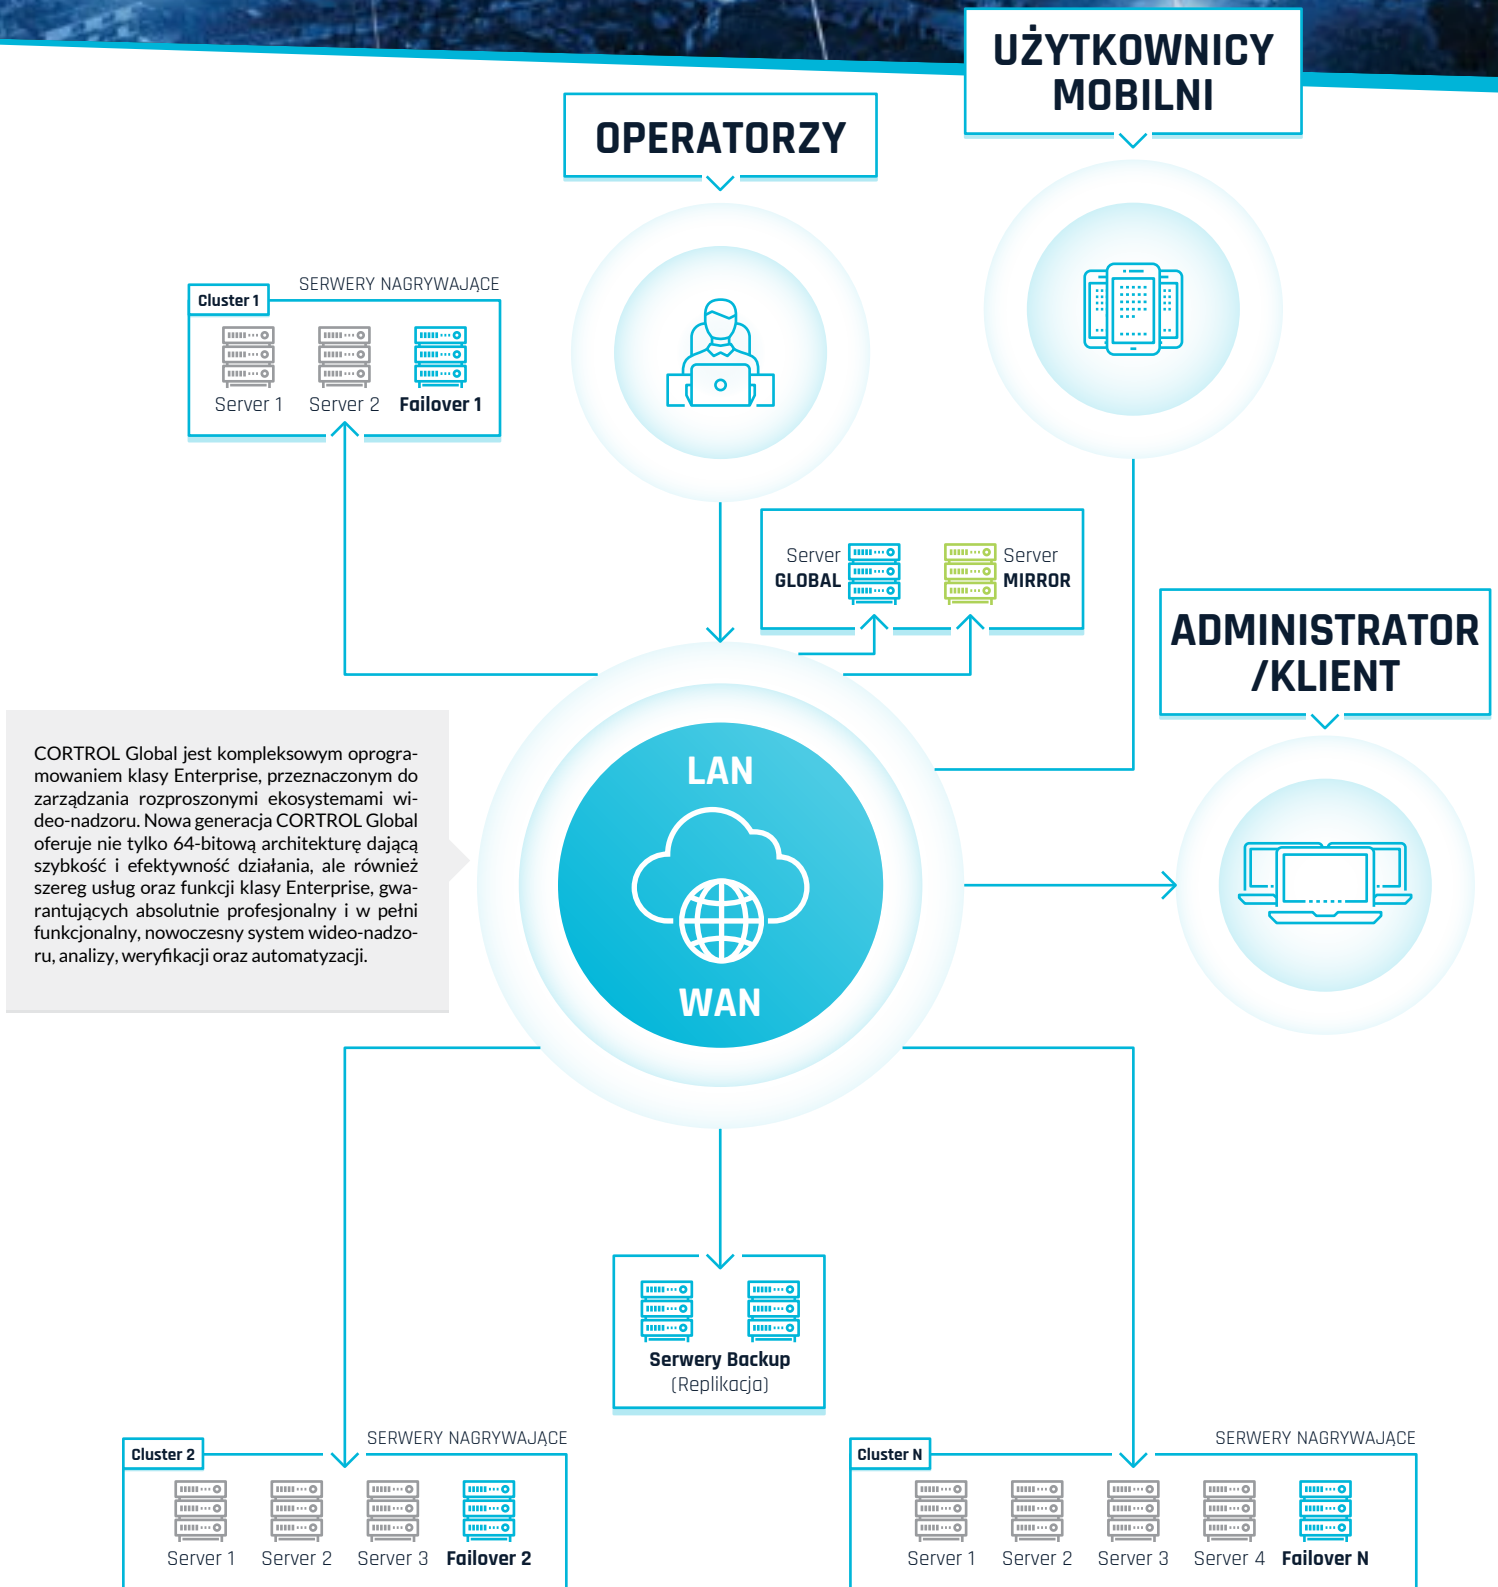 UŻYTKOWNICY
MOBILNI
OPERATORZY
SERWERY NAGRYWAJĄCE
Cluster 1
Server 1
Server 2
Failover 1
Server
GLOBAL
Server
MIRROR
ADMINISTRATOR
/KLIENT
CORTROL Global jest kompleksowym oprogra-
mowaniem klasy Enterprise, przeznaczonym do
zarządzania rozproszonymi ekosystemami wi-
deo-nadzoru. Nowa generacja CORTROL Global
oferuje nie tylko 64-bitową architekturę dającą
szybkość i efektywność działania, ale również
szereg usług oraz funkcji klasy Enterprise, gwa-
rantujących absolutnie profesjonalny i w pełni
funkcjonalny, nowoczesny system wideo-nadzo-
ru, analizy, weryfikacji oraz automatyzacji.
LAN
WAN
Serwery Backup
(Replikacja)
SERWERY NAGRYWAJĄCE
Cluster 2
Server 1
Server 2
Server 3
Failover 2
SERWERY NAGRYWAJĄCE
Cluster N
Server 1
Server 2
Server 3
Server 4
Failover N